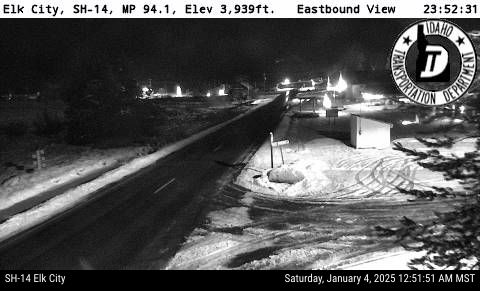 Elk City, SH-14, MP 94.1, Elev 3,939ft. Eastbound View 23:52:31
IDAHO
TRANSPORTATION DEPARTMENT
SH-14 Elk City Saturday, January 4, 2025 12:51:51 AM MST